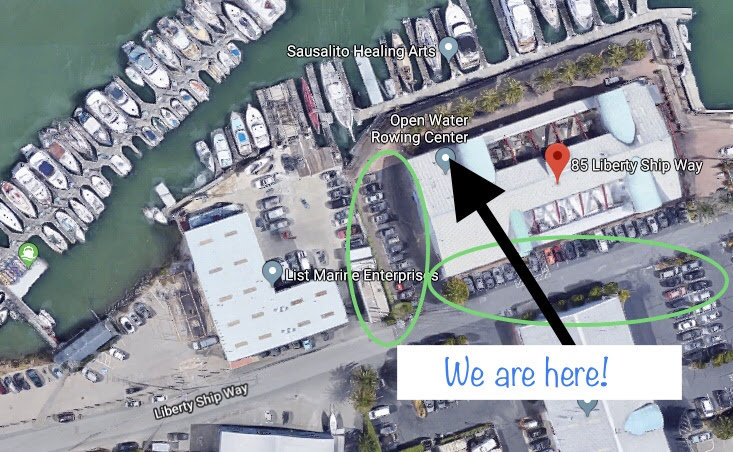 Sausalito Healing Arts
Open Water
Rowing Center
85 Liberty Ship Way
List Marine Enterprises
We are here!
Liberty Ship Way